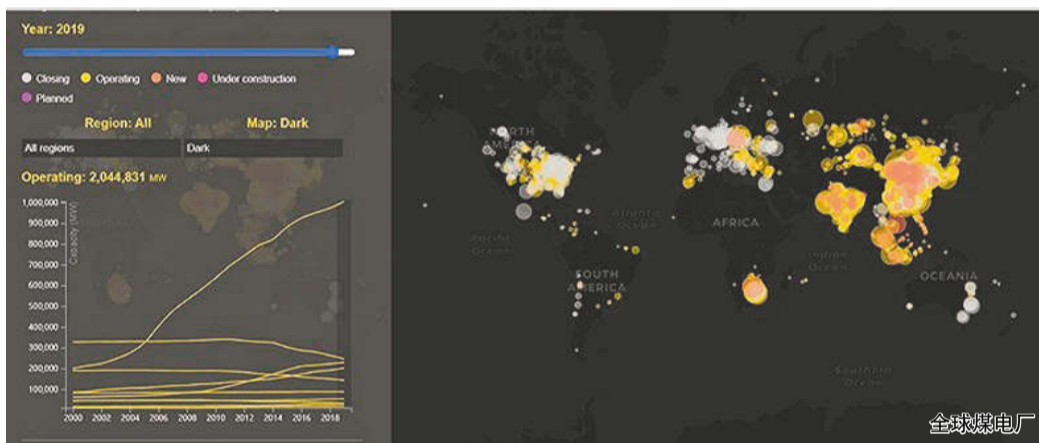 Year: 2019
Closing Operating New Under construction
Planned
Region: All Map: Dark
All regions Dark
Operating: 2,044,831 MW
1,000,000
900,000
800,000
700,000
600,000
500,000
400,000
300,000
200,000
100,000
Capacity (MW)
2000 2002 2004 2006 2008 2010 2012 2014 2016 2018
NORTH
Atlantic
Ocean
AFRICA
Pacific
Ocean
Indian
Ocean
SOUTH
AMERICA
OCEANIA
Southern
Ocean
全球煤电厂